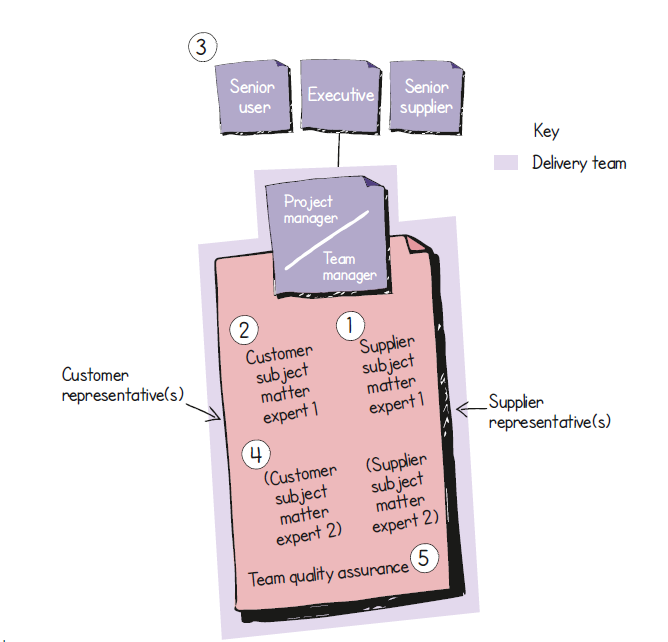 3
Senior
user
Executive
Senior
supplier
Key
Delivery team
Project
manager
Team
manager
2
Customer
subject
matter
expert 1
1
Supplier
subject
matter
expert 1
Customer
representative(s)
Supplier
representative(s)
4
(Customer
subject
matter
expert 2)
(Supplier
subject
matter
expert 2)
Team quality assurance
5